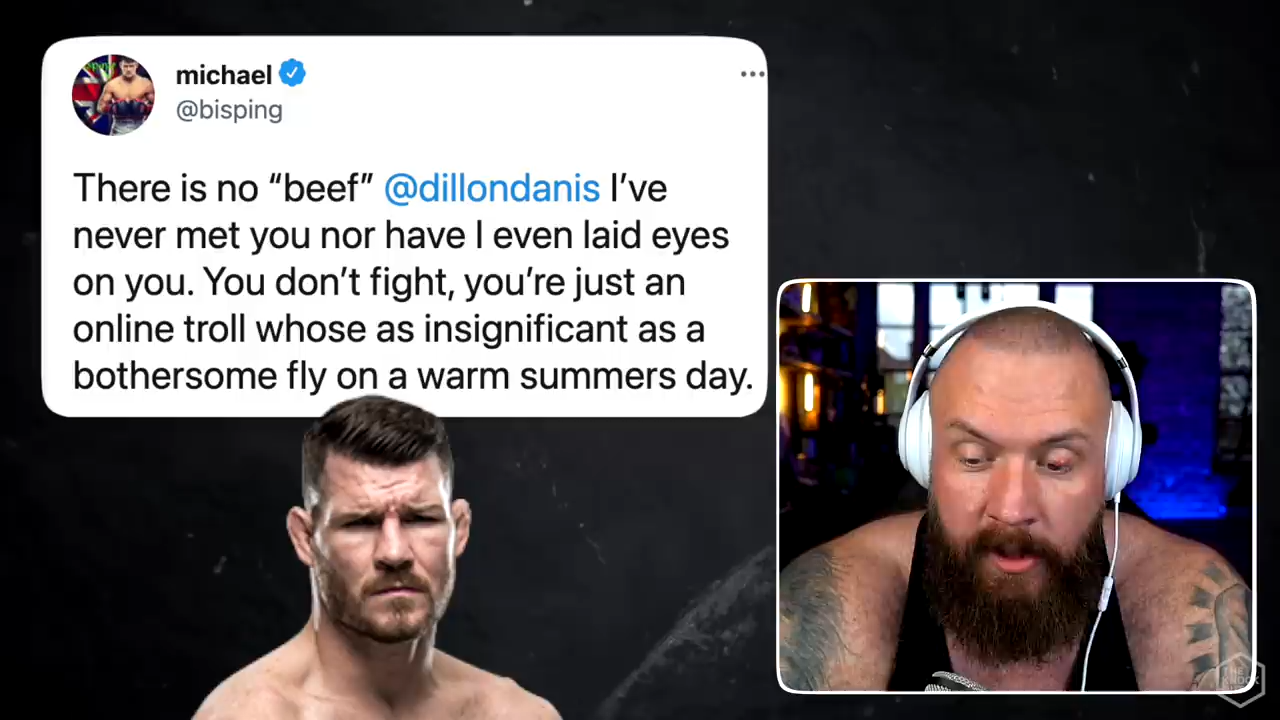 michael
@bisping
There is no “beef” @dillondanis I’ve
never met you nor have I even laid eyes
on you. You don’t fight, you’re just an
online troll whose as insignificant as a
bothersome fly on a warm summers day.
THE